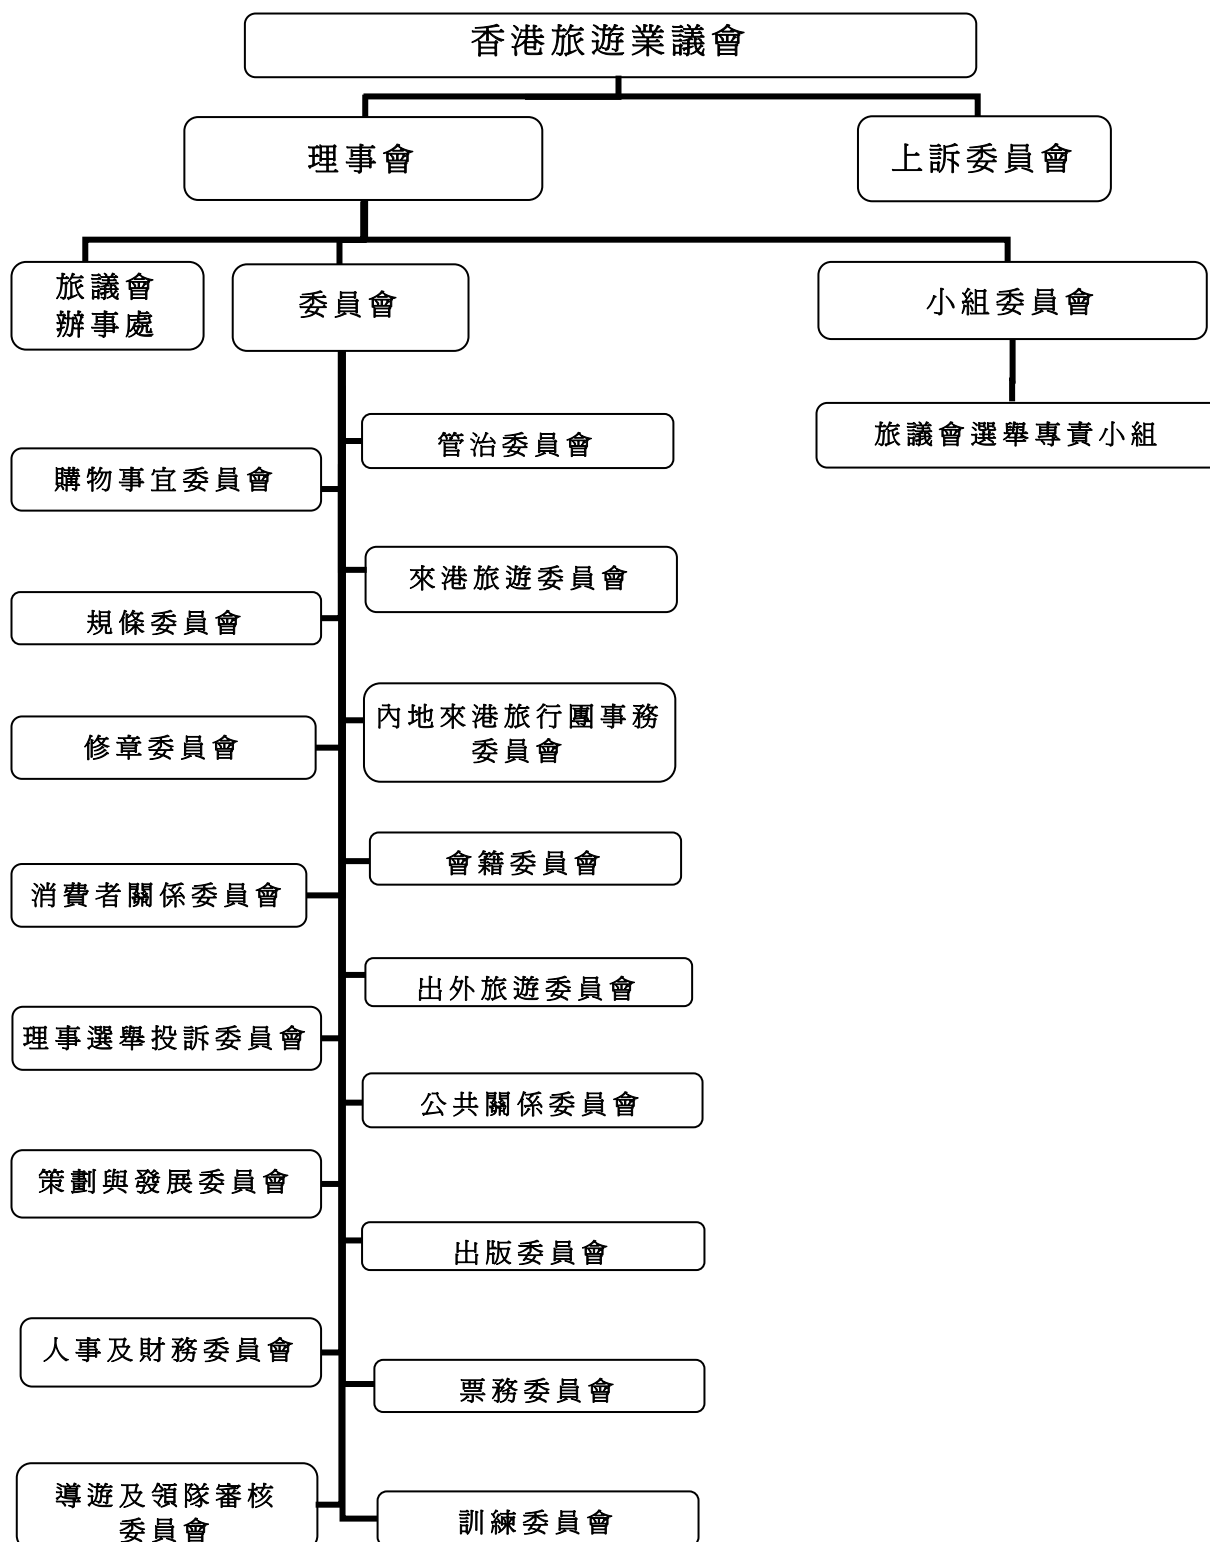 香港旅遊業議會
理事會
上訴委員會
旅議會
辦事處
委員會
小組委員會
旅議會選舉專責小組
管治委員會
購物事宜委員會
來港旅遊委員會
規條委員會
內地來港旅行團事務
委員會
修章委員會
會籍委員會
消費者關係委員會
出外旅遊委員會
理事選舉投訴委員會
公共關係委員會
策劃與發展委員會
出版委員會
人事及財務委員會
票務委員會
導遊及領隊審核
委員會
訓練委員會